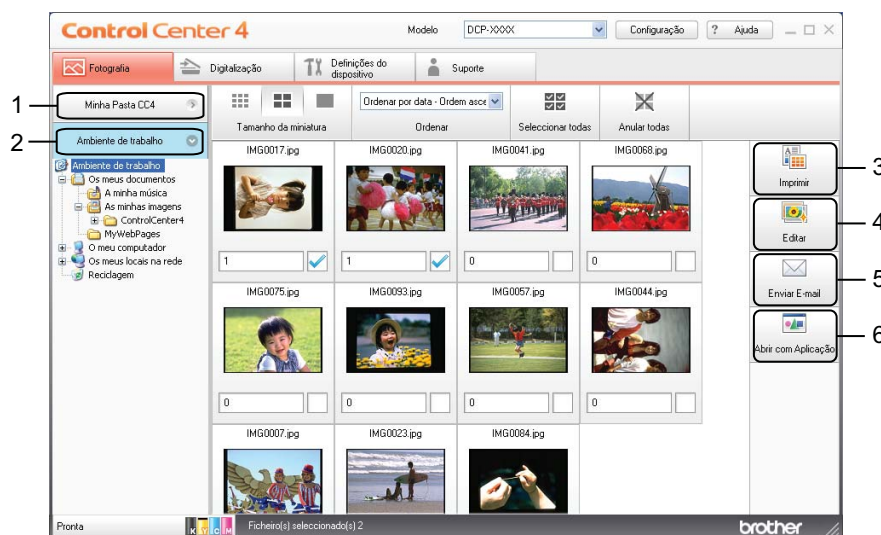 Control Center 4
Modelo
DCP-XXXX
Configuração
? Ajuda
Fotografia
Digitalização
Definições do
dispositivo
Suporte
1
Minha Pasta CC4
2
Ambiente de trabalho
Tamanho da miniatura
Ordenar por data - Ordem asce
Ordenar
Seleccionar todas
Anular todas
Ambiente de trabalho
Os meus documentos
A minha música
As minhas imagens
ControlCenter4
MyWebPages
O meu computador
Os meus locais na rede
Reciclagem
IMG0017.jpg
IMG0020.jpg
IMG0041.jpg
IMG0068.jpg
1
1
0
0
IMG0075.jpg
IMG0093.jpg
IMG0057.jpg
IMG0044.jpg
0
0
0
0
IMG0007.jpg
IMG0023.jpg
IMG0084.jpg
Imprimir
3
Editar
4
Enviar E-mail
5
Abrir com Aplicação
6
Pronta
K Y C M
Ficheiro(s) seleccionado(s) 2
brother